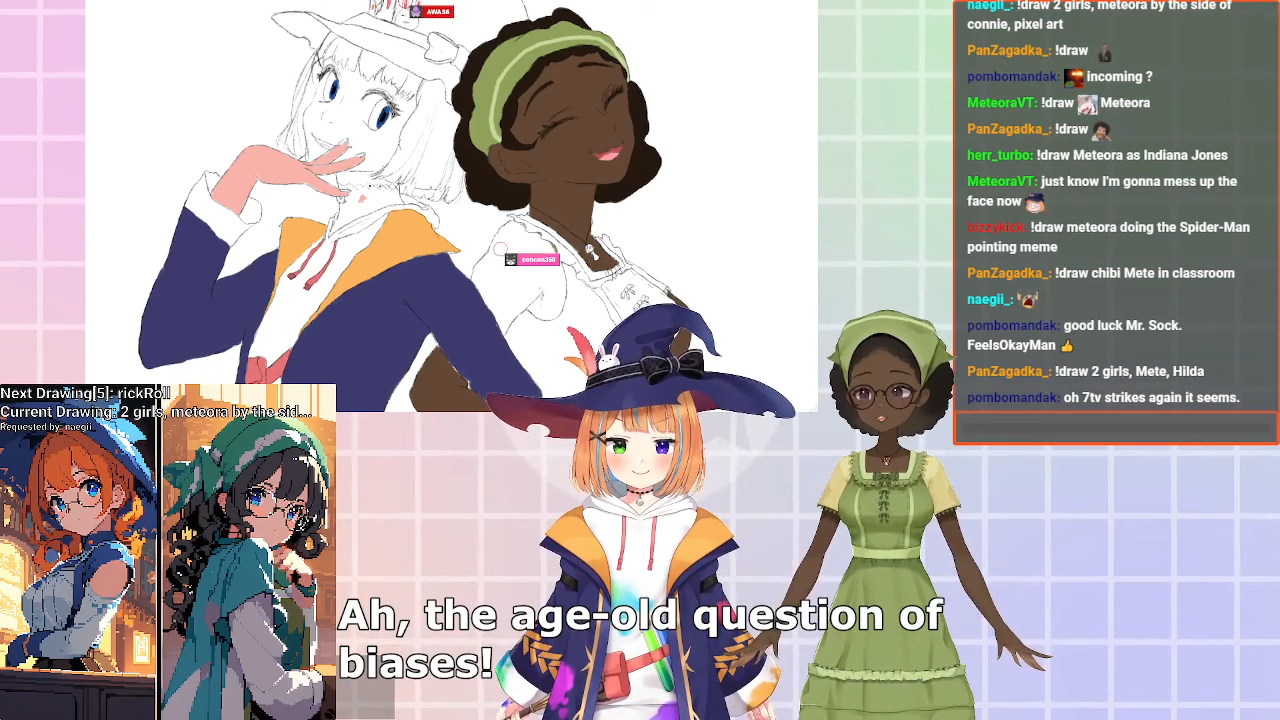 AWAS6
cencon360
naegii_: !draw 2 girls, meteora by the side of
connie, pixel art
PanZagadka_: !draw
pombomandak: incoming ?
MeteoraVT: !draw Meteora
PanZagadka_: !draw
herr_turbo: !draw Meteora as Indiana Jones
MeteoraVT: just know I'm gonna mess up the
face now
bizzykick: !draw meteora doing the Spider-Man
pointing meme
PanZagadka_: !draw chibi Mete in classroom
naegii_:
pombomandak: good luck Mr. Sock.
FeelsOkayMan 👍
PanZagadka_: !draw 2 girls, Mete, Hilda
pombomandak: oh 7tv strikes again it seems.
Next Drawing[5]: rickRoll
Current Drawing: 2 girls, meteora by the sid...
Requested by: naegii_
Ah, the age-old question of
biases!